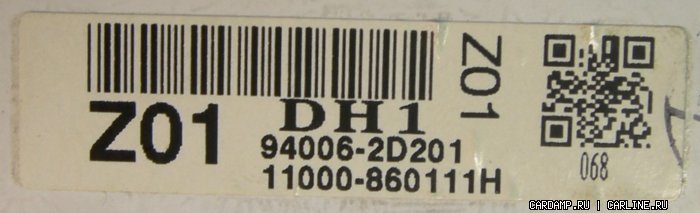 Z01
DH1
94006-2D201
11000-860111H
Z01
068
CARDAMP.RU | CARLINE.RU